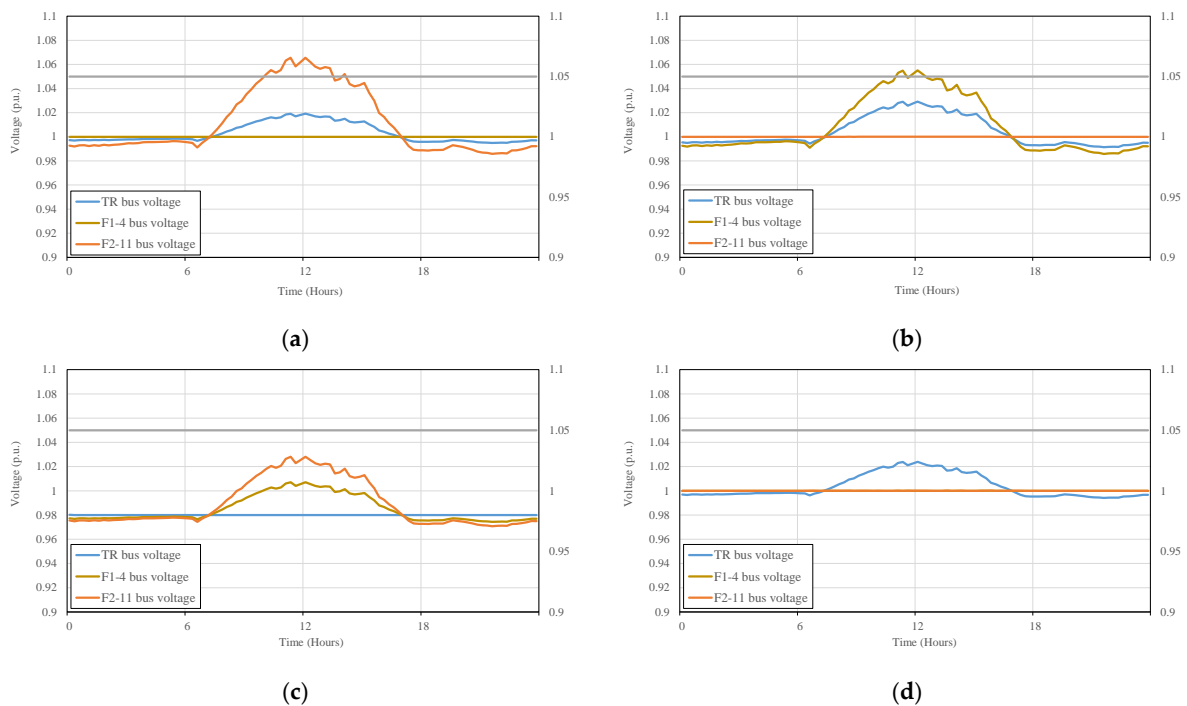 1.1
1.08
1.06
1.04
1.02
1
0.98
0.96
0.94
0.92
0.9
Voltage (p.u.)
1.1
1.05
1
0.95
0.9
TR bus voltage
F1-4 bus voltage
F2-11 bus voltage
0 6 12 18
Time (Hours)
(a)
1.1
1.08
1.06
1.04
1.02
1
0.98
0.96
0.94
0.92
0.9
Voltage (p.u.)
1.1
1.05
1
0.95
0.9
TR bus voltage
F1-4 bus voltage
F2-11 bus voltage
0 6 12 18
Time (Hours)
(b)
1.1
1.08
1.06
1.04
1.02
1
0.98
0.96
0.94
0.92
0.9
Voltage (p.u.)
1.1
1.05
1
0.95
0.9
TR bus voltage
F1-4 bus voltage
F2-11 bus voltage
0 6 12 18
Time (Hours)
(c)
1.1
1.08
1.06
1.04
1.02
1
0.98
0.96
0.94
0.92
0.9
Voltage (p.u.)
1.1
1.05
1
0.95
0.9
TR bus voltage
F1-4 bus voltage
F2-11 bus voltage
0 6 12 18
Time (Hours)
(d)